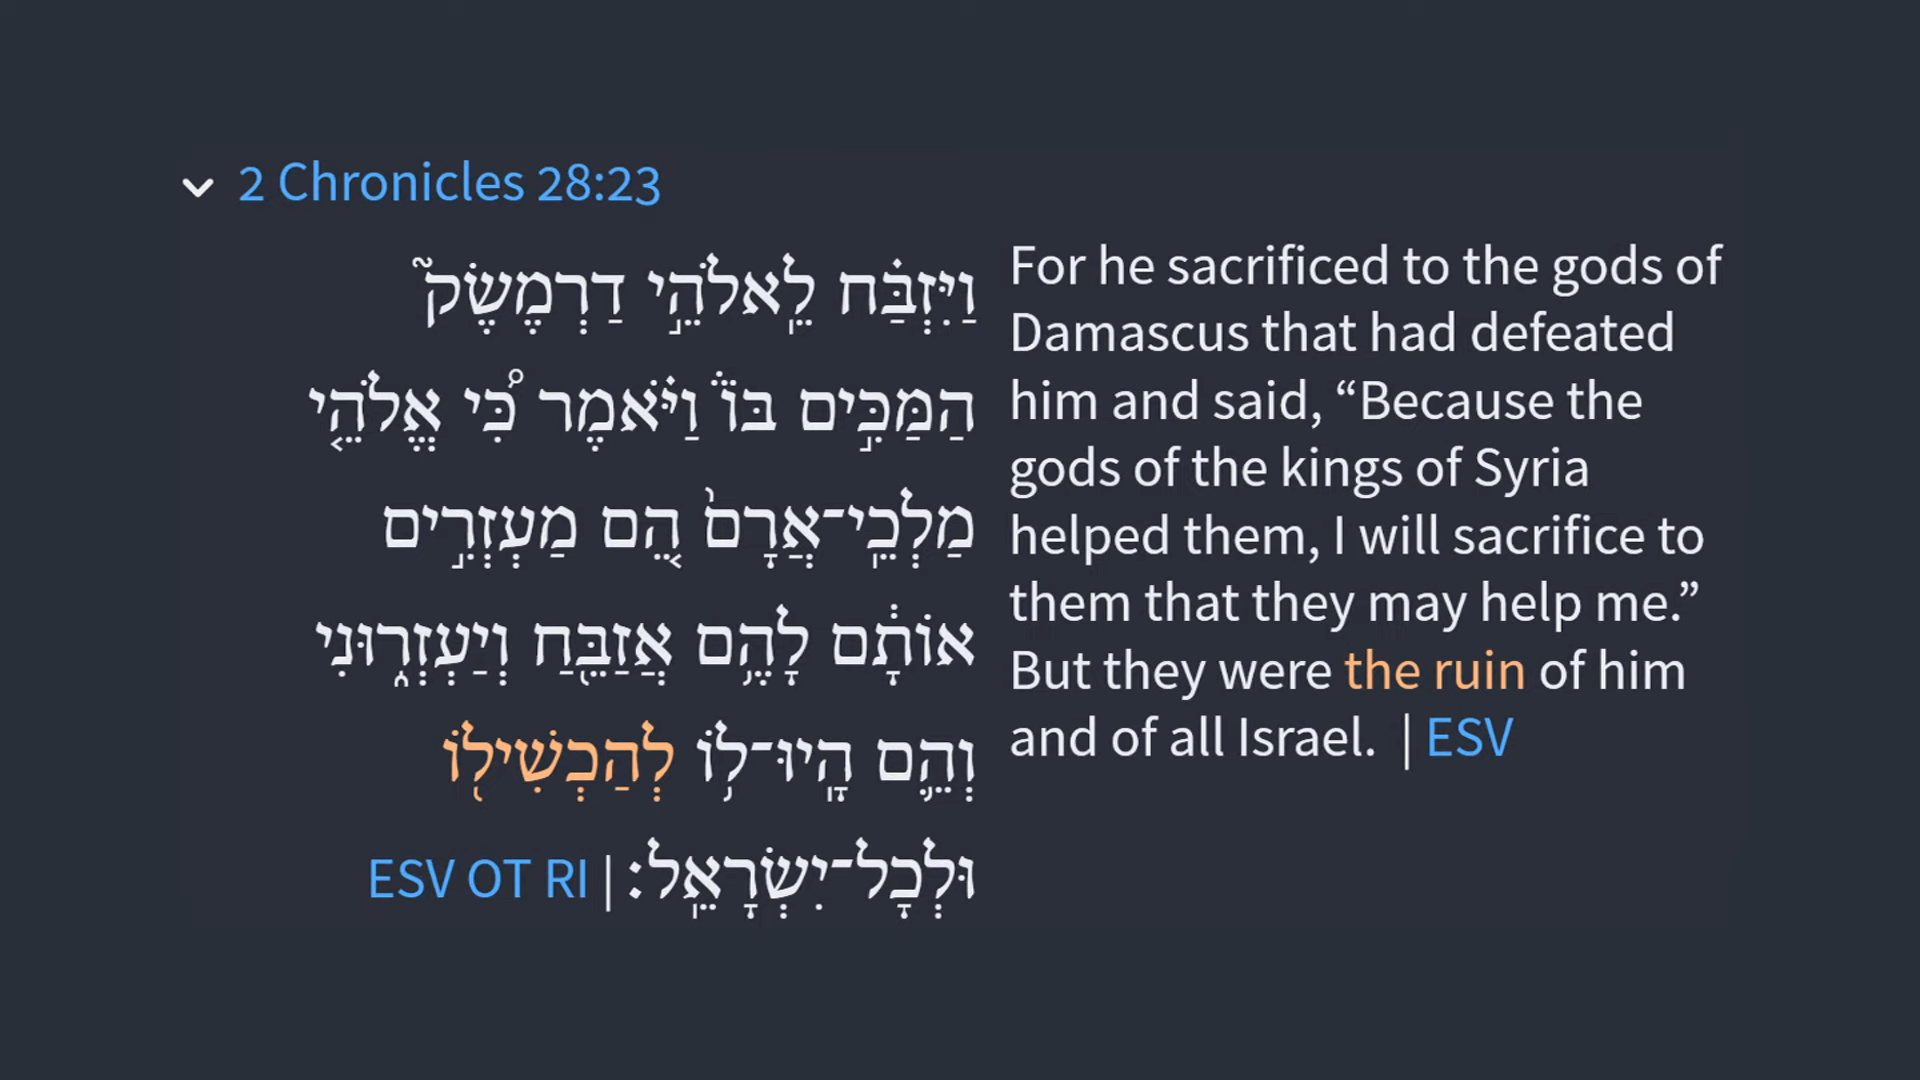 2 Chronicles 28:23
וַיִּזְבַּ֗ח לֵֽאלֹהֵ֣י דַרְמֶשֶׂק֮
הַמַּכִּ֣ים בּוֹ֒ וַיֹּ֗אמֶר כִּ֠י אֱלֹהֵ֤י
מַלְכֵֽי־אֲרָם֙ הֵ֚ם מַעְזְרִ֣ים
אוֹתָ֔ם לָהֶ֥ם אֲזַבֵּ֖חַ וְיַעְזְר֑וּנִי
וְהֵ֛ם הָֽיוּ־ל֥וֹ לְהַכְשִׁיל֖וֹ
וּלְכָל־יִשְׂרָאֵֽל׃ | ESV OT RI
For he sacrificed to the gods of
Damascus that had defeated
him and said, “Because the
gods of the kings of Syria
helped them, I will sacrifice to
them that they may help me.”
But they were the ruin of him
and of all Israel. | ESV